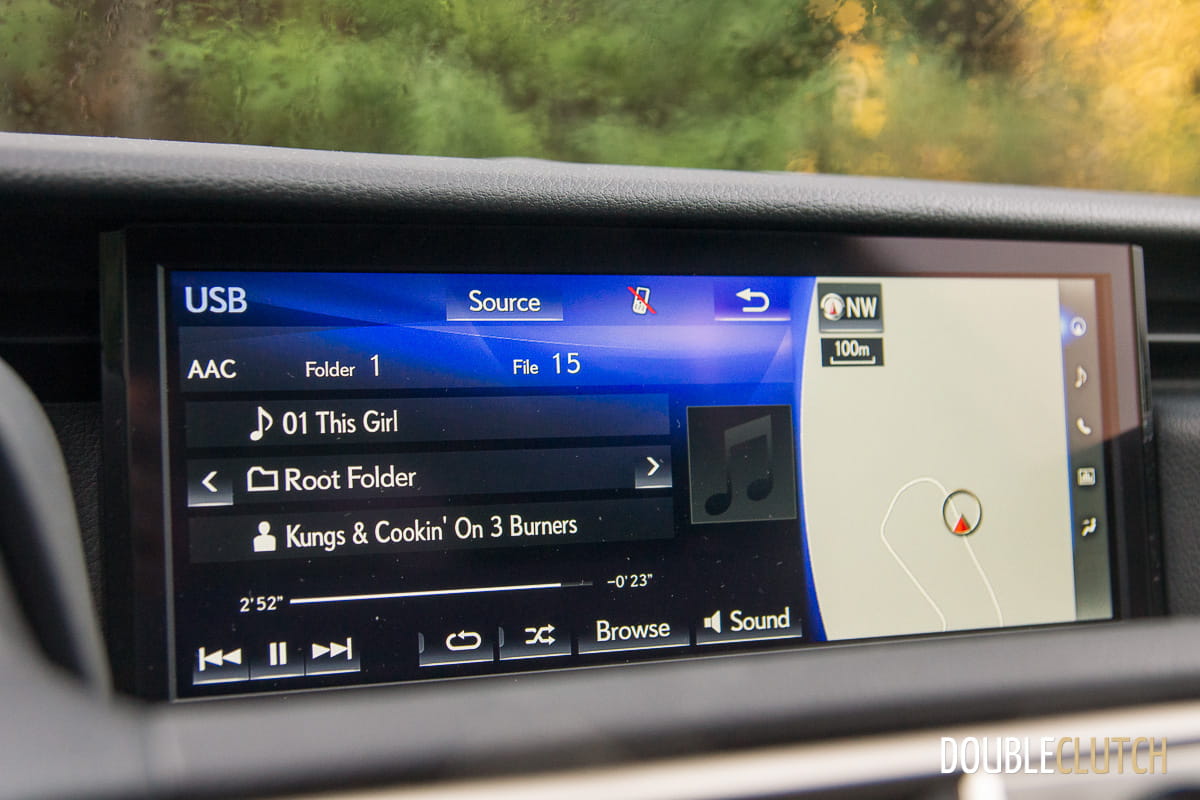 USB
Source
AAC Folder 1 File 15
01 This Girl
Root Folder
Kungs & Cookin' On 3 Burners
2'52" -0'23"
Browse
Sound
NW
100m
DOUBLECLUTCH